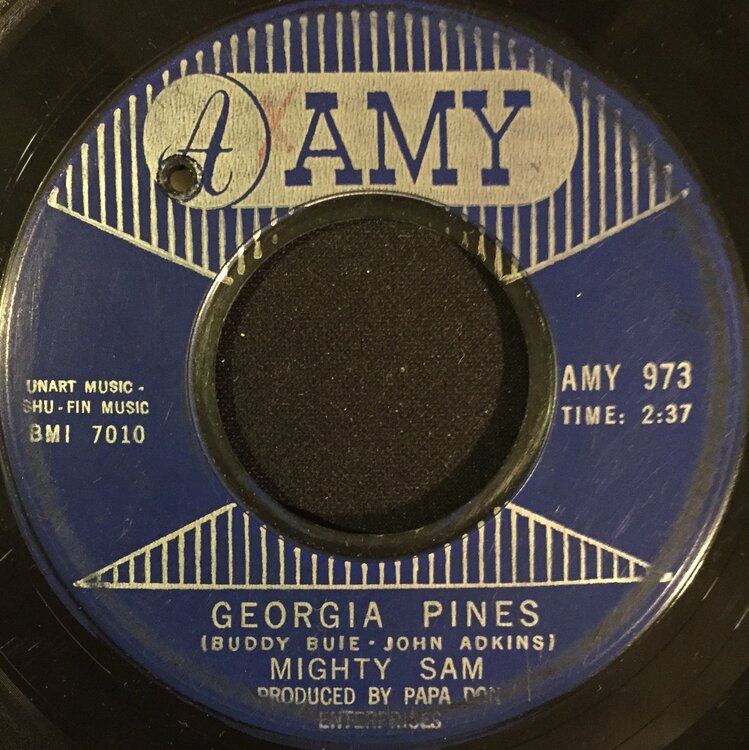 A AMY
UNART MUSIC -
SHU-FIN MUSIC
BMI 7010
AMY 973
TIME: 2:37
GEORGIA PINES
(BUDDY BUIE - JOHN ADKINS)
MIGHTY SAM
PRODUCED BY PAPA DON
ENTERPRISES